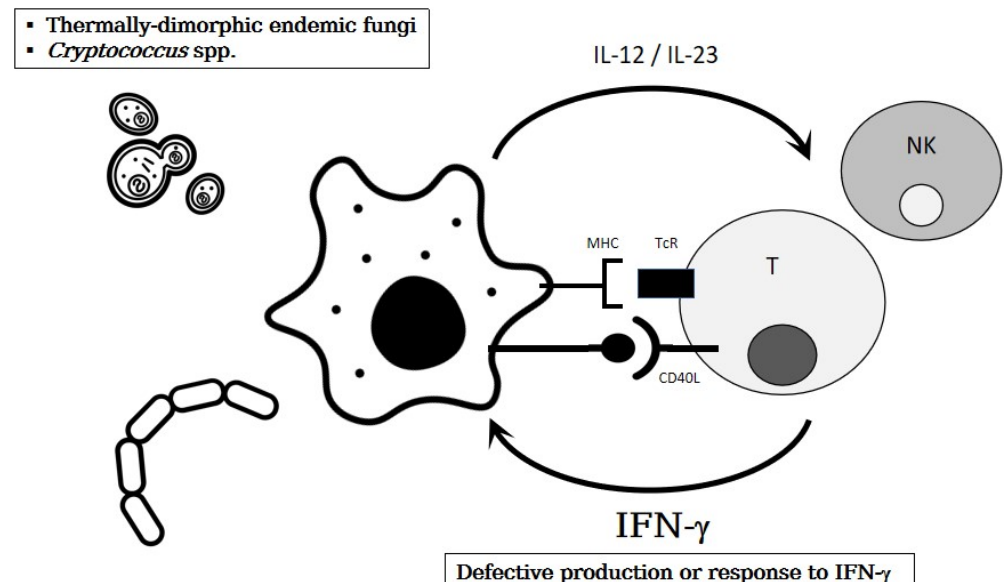 ▪ Thermally-dimorphic endemic fungi
▪ Cryptococcus spp.
IL-12 / IL-23
NK
MHC TcR
T
CD40L
IFN-γ
Defective production or response to IFN-γ